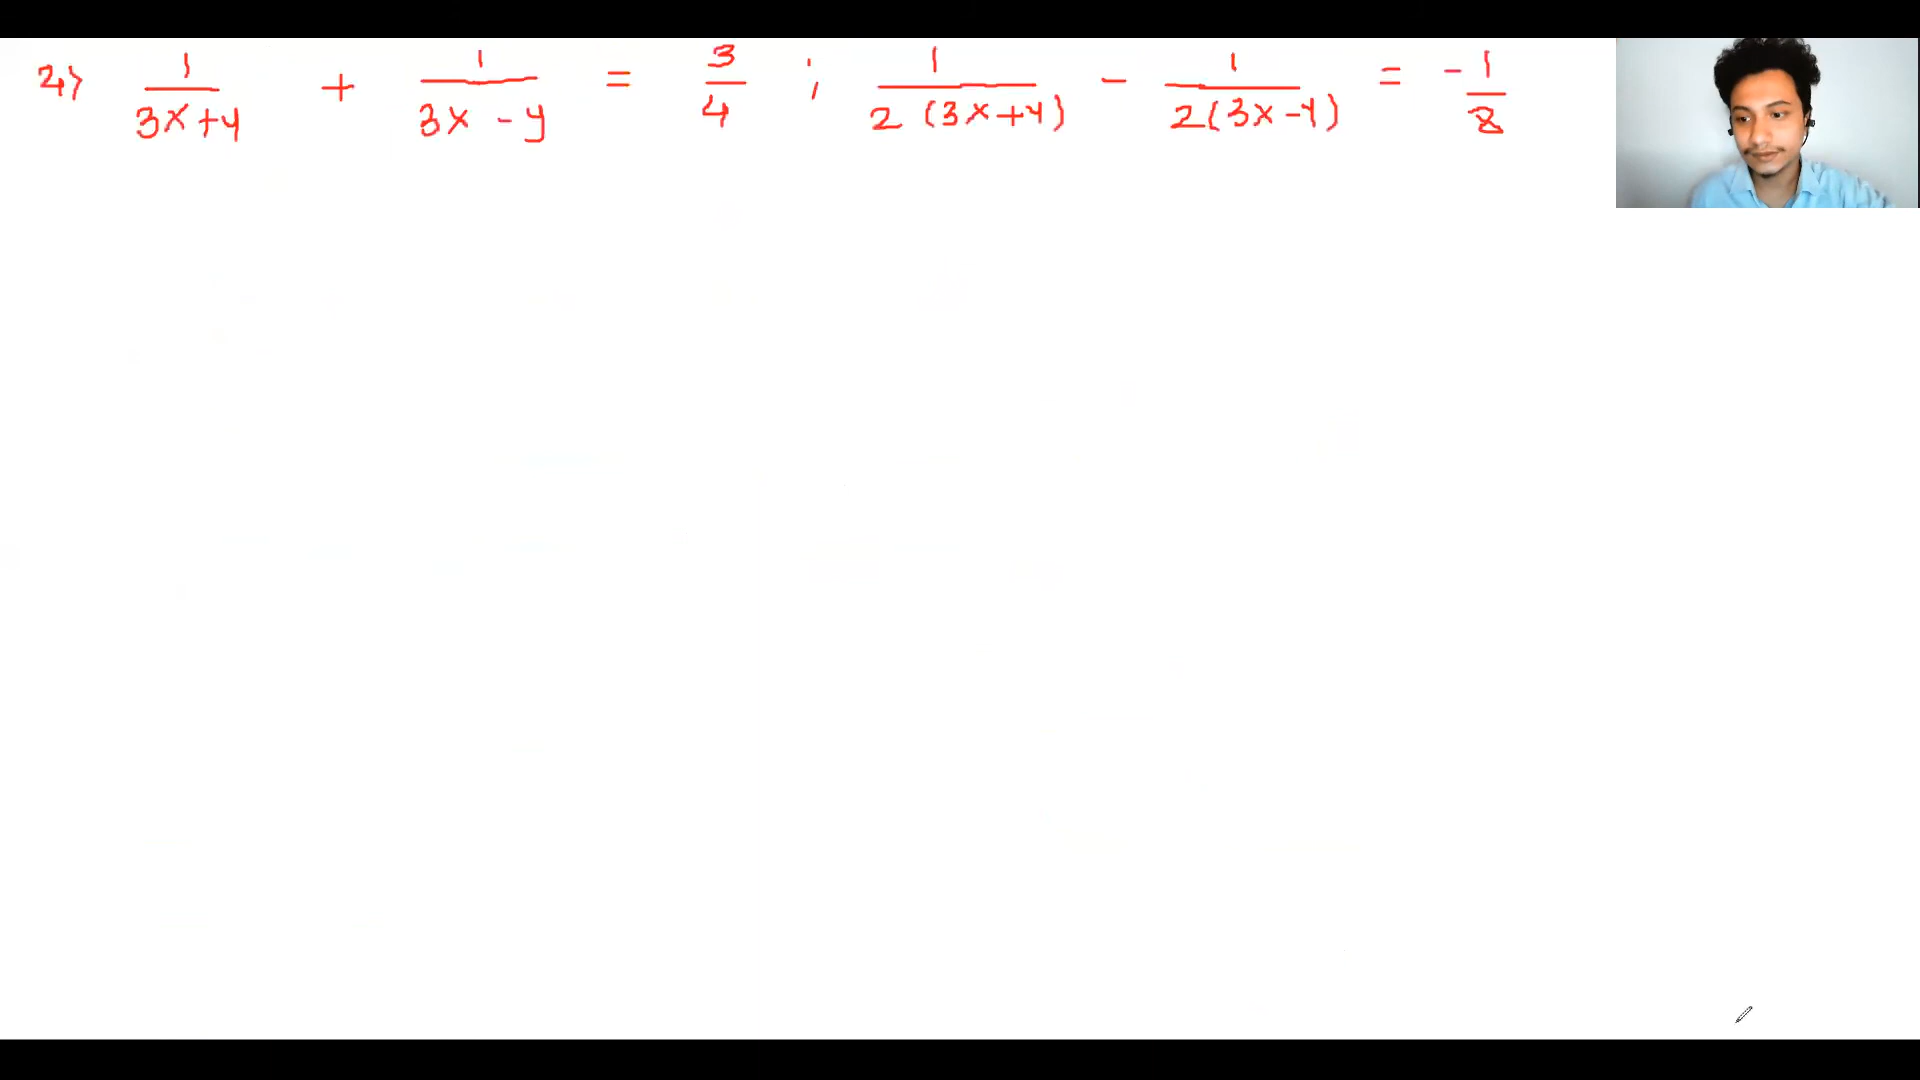 2) 1/(3x+y) + 1/(3x-y) = 3/4 ; 1/(2(3x+y)) - 1/(2(3x-y)) = -1/8